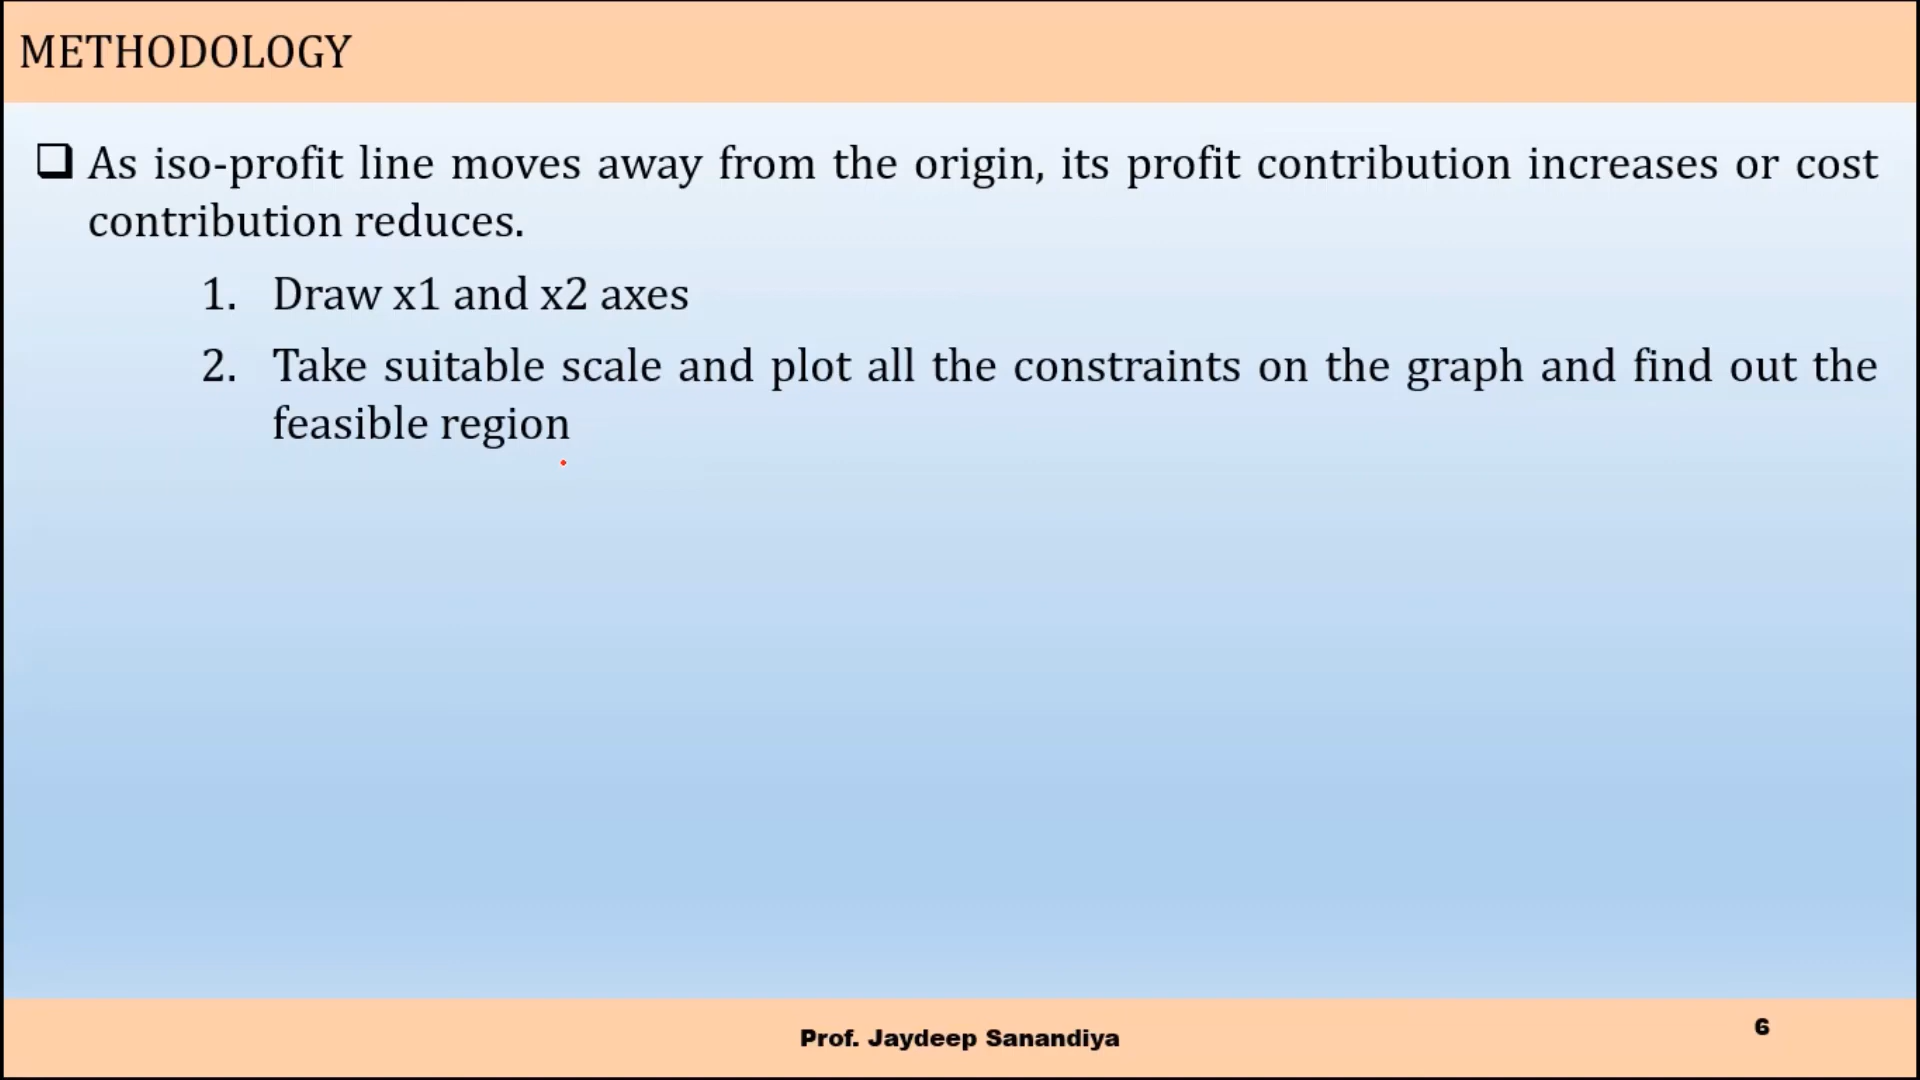 METHODOLOGY
❑ As iso-profit line moves away from the origin, its profit contribution increases or cost
contribution reduces.
1. Draw x1 and x2 axes
2. Take suitable scale and plot all the constraints on the graph and find out the
feasible region
Prof. Jaydeep Sanandiya
6